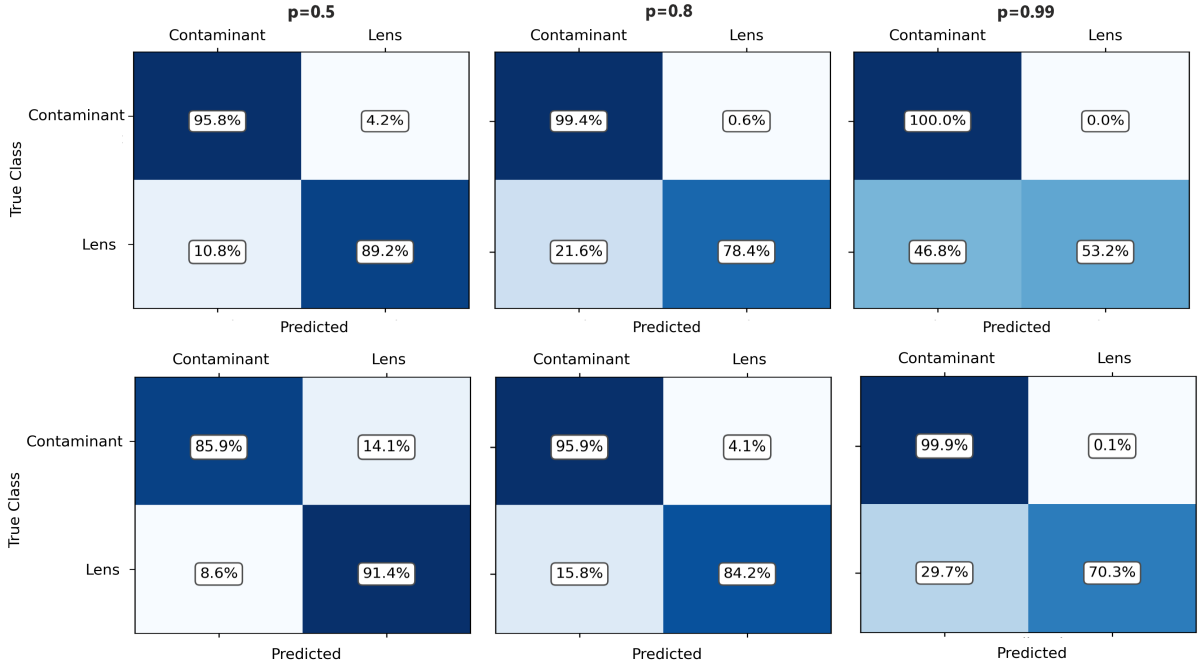 p=0.5 p=0.8 p=0.99
Contaminant Lens Contaminant Lens Contaminant Lens
Contaminant 95.8% 4.2% 99.4% 0.6% 100.0% 0.0%
True Class
Lens 10.8% 89.2% 21.6% 78.4% 46.8% 53.2%
Predicted Predicted Predicted
Contaminant Lens Contaminant Lens Contaminant Lens
Contaminant 85.9% 14.1% 95.9% 4.1% 99.9% 0.1%
True Class
Lens 8.6% 91.4% 15.8% 84.2% 29.7% 70.3%
Predicted Predicted Predicted